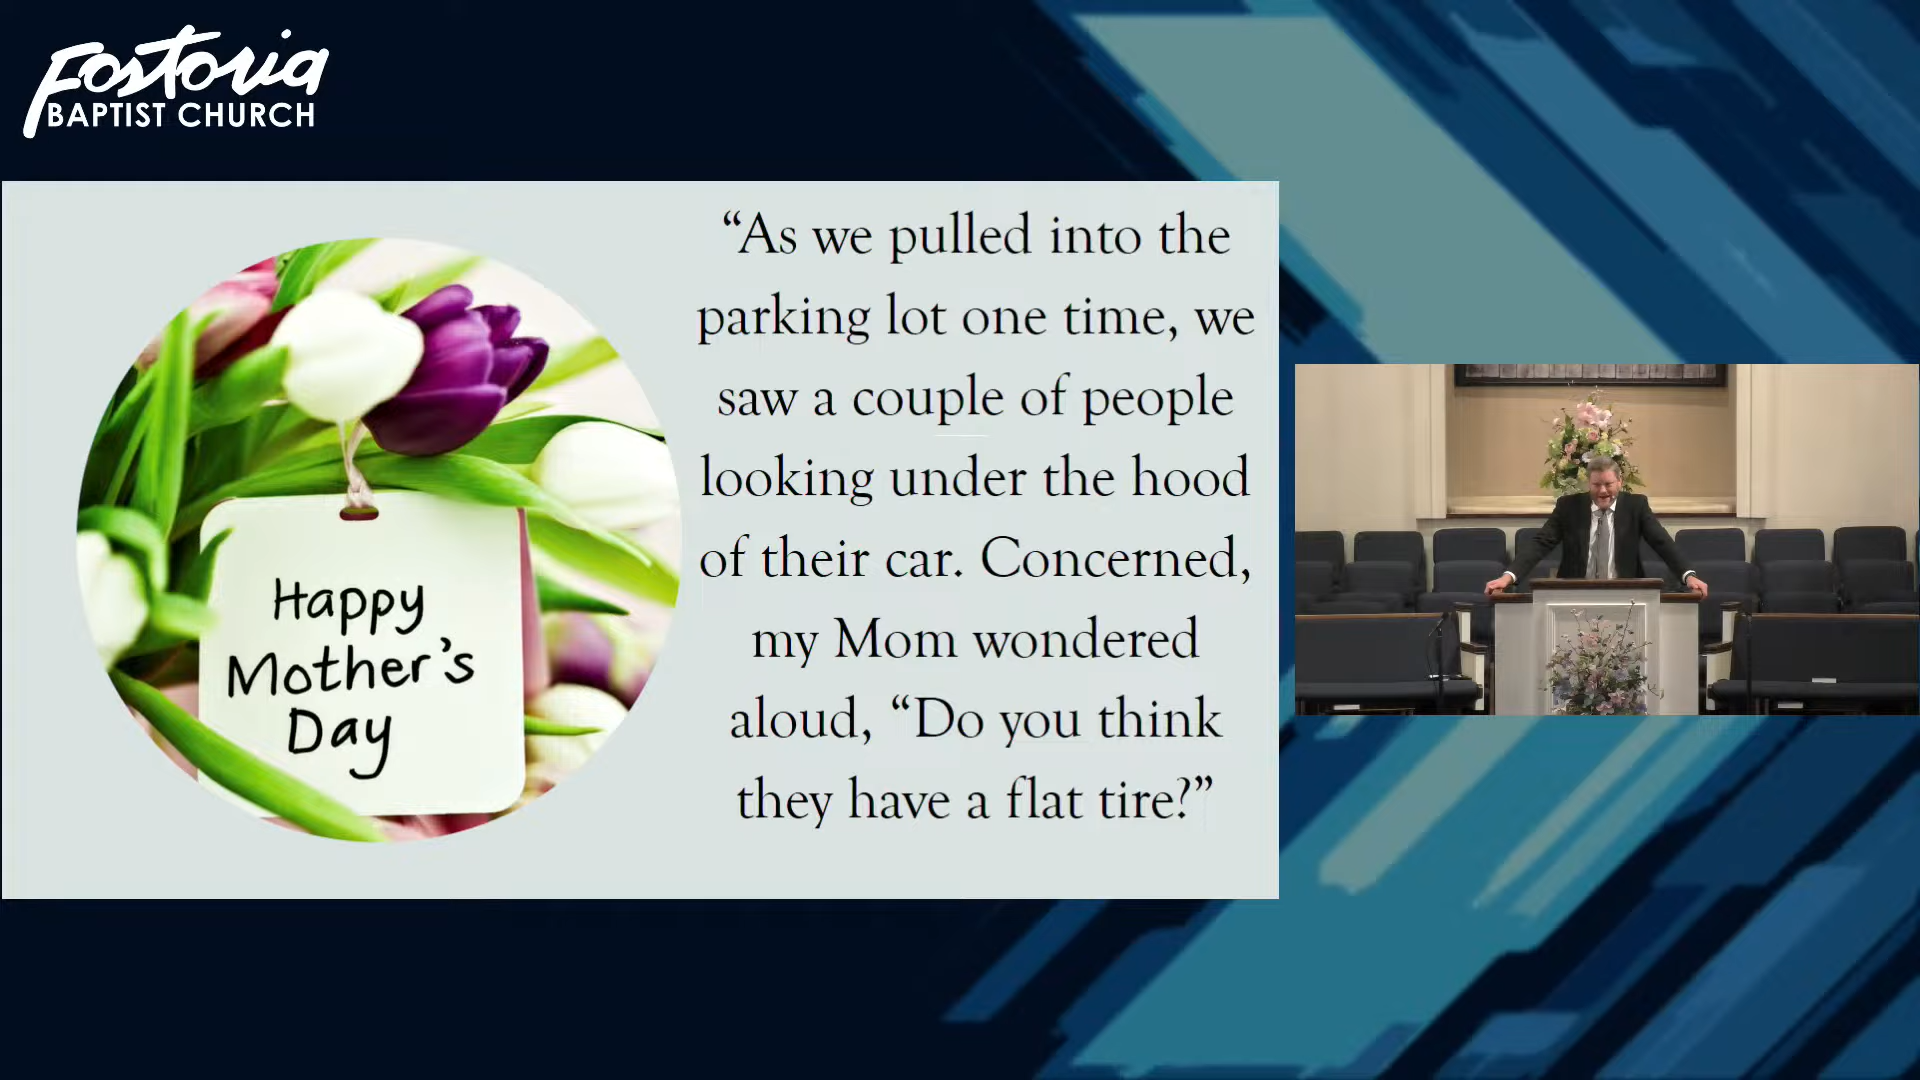 Fostoria
BAPTIST CHURCH
“As we pulled into the
parking lot one time, we
saw a couple of people
looking under the hood
of their car. Concerned,
my Mom wondered
aloud, “Do you think
they have a flat tire?”
Happy
Mother’s
Day